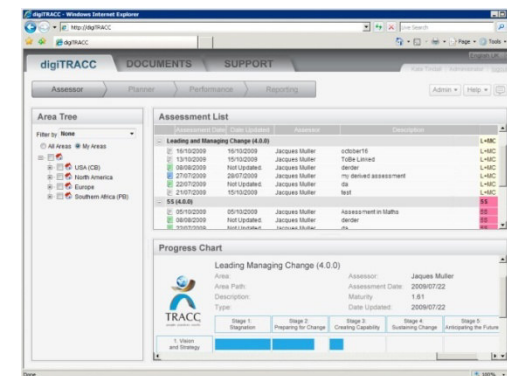 digiTRACC - Windows Internet Explorer
http://digiTRACC
Live Search
digiTRACC
Page Tools
digiTRACC DOCUMENTS SUPPORT
Assessor Planner Performance Reporting
Admin Help
Area Tree
Filter by None
All Areas My Areas
USA (CB)
North America
Europe
Southern Africa (PB)
Assessment List
Assessment Date Date Updated Assessor Description
Leading and Managing Change (4.0.0) L+MC
16/10/2009 16/10/2009 Jacques Muller october16 L+MC
13/10/2009 15/10/2009 Jacques Muller ToBe Linked L+MC
08/08/2009 Not Updated. Jacques Muller derder L+MC
27/07/2009 28/07/2009 Jacques Muller my derived assessment L+MC
22/07/2009 Not Updated. Jacques Muller da L+MC
21/07/2009 15/10/2009 Jacques Muller test L+MC
5S (4.0.0) 5S
05/10/2009 05/10/2009 Jacques Muller Assessment in Maths 5S
08/08/2009 Not Updated. Jacques Muller derder 5S
22/07/2009 Not Updated. Jacques Muller da
Progress Chart
Leading Managing Change (4.0.0)
Area: Assessor: Jaques Muller
Area Path: Assessment Date: 2009/07/22
Description: Maturity 1.61
Type: Date Updated: 2009/07/22
TRACC
Stage 1 Stage 2 Stage 3 Stage 4 Stage 5
Stagnation Preparing for Change Creating Capability Sustaining Change Anticipating the Future
1. Vision
and Strategy
Done 100%